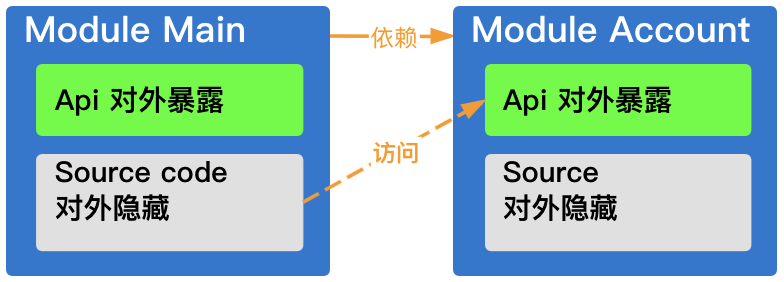 Module Main
Api 对外暴露
Source code
对外隐藏
依赖
访问
Module Account
Api 对外暴露
Source
对外隐藏